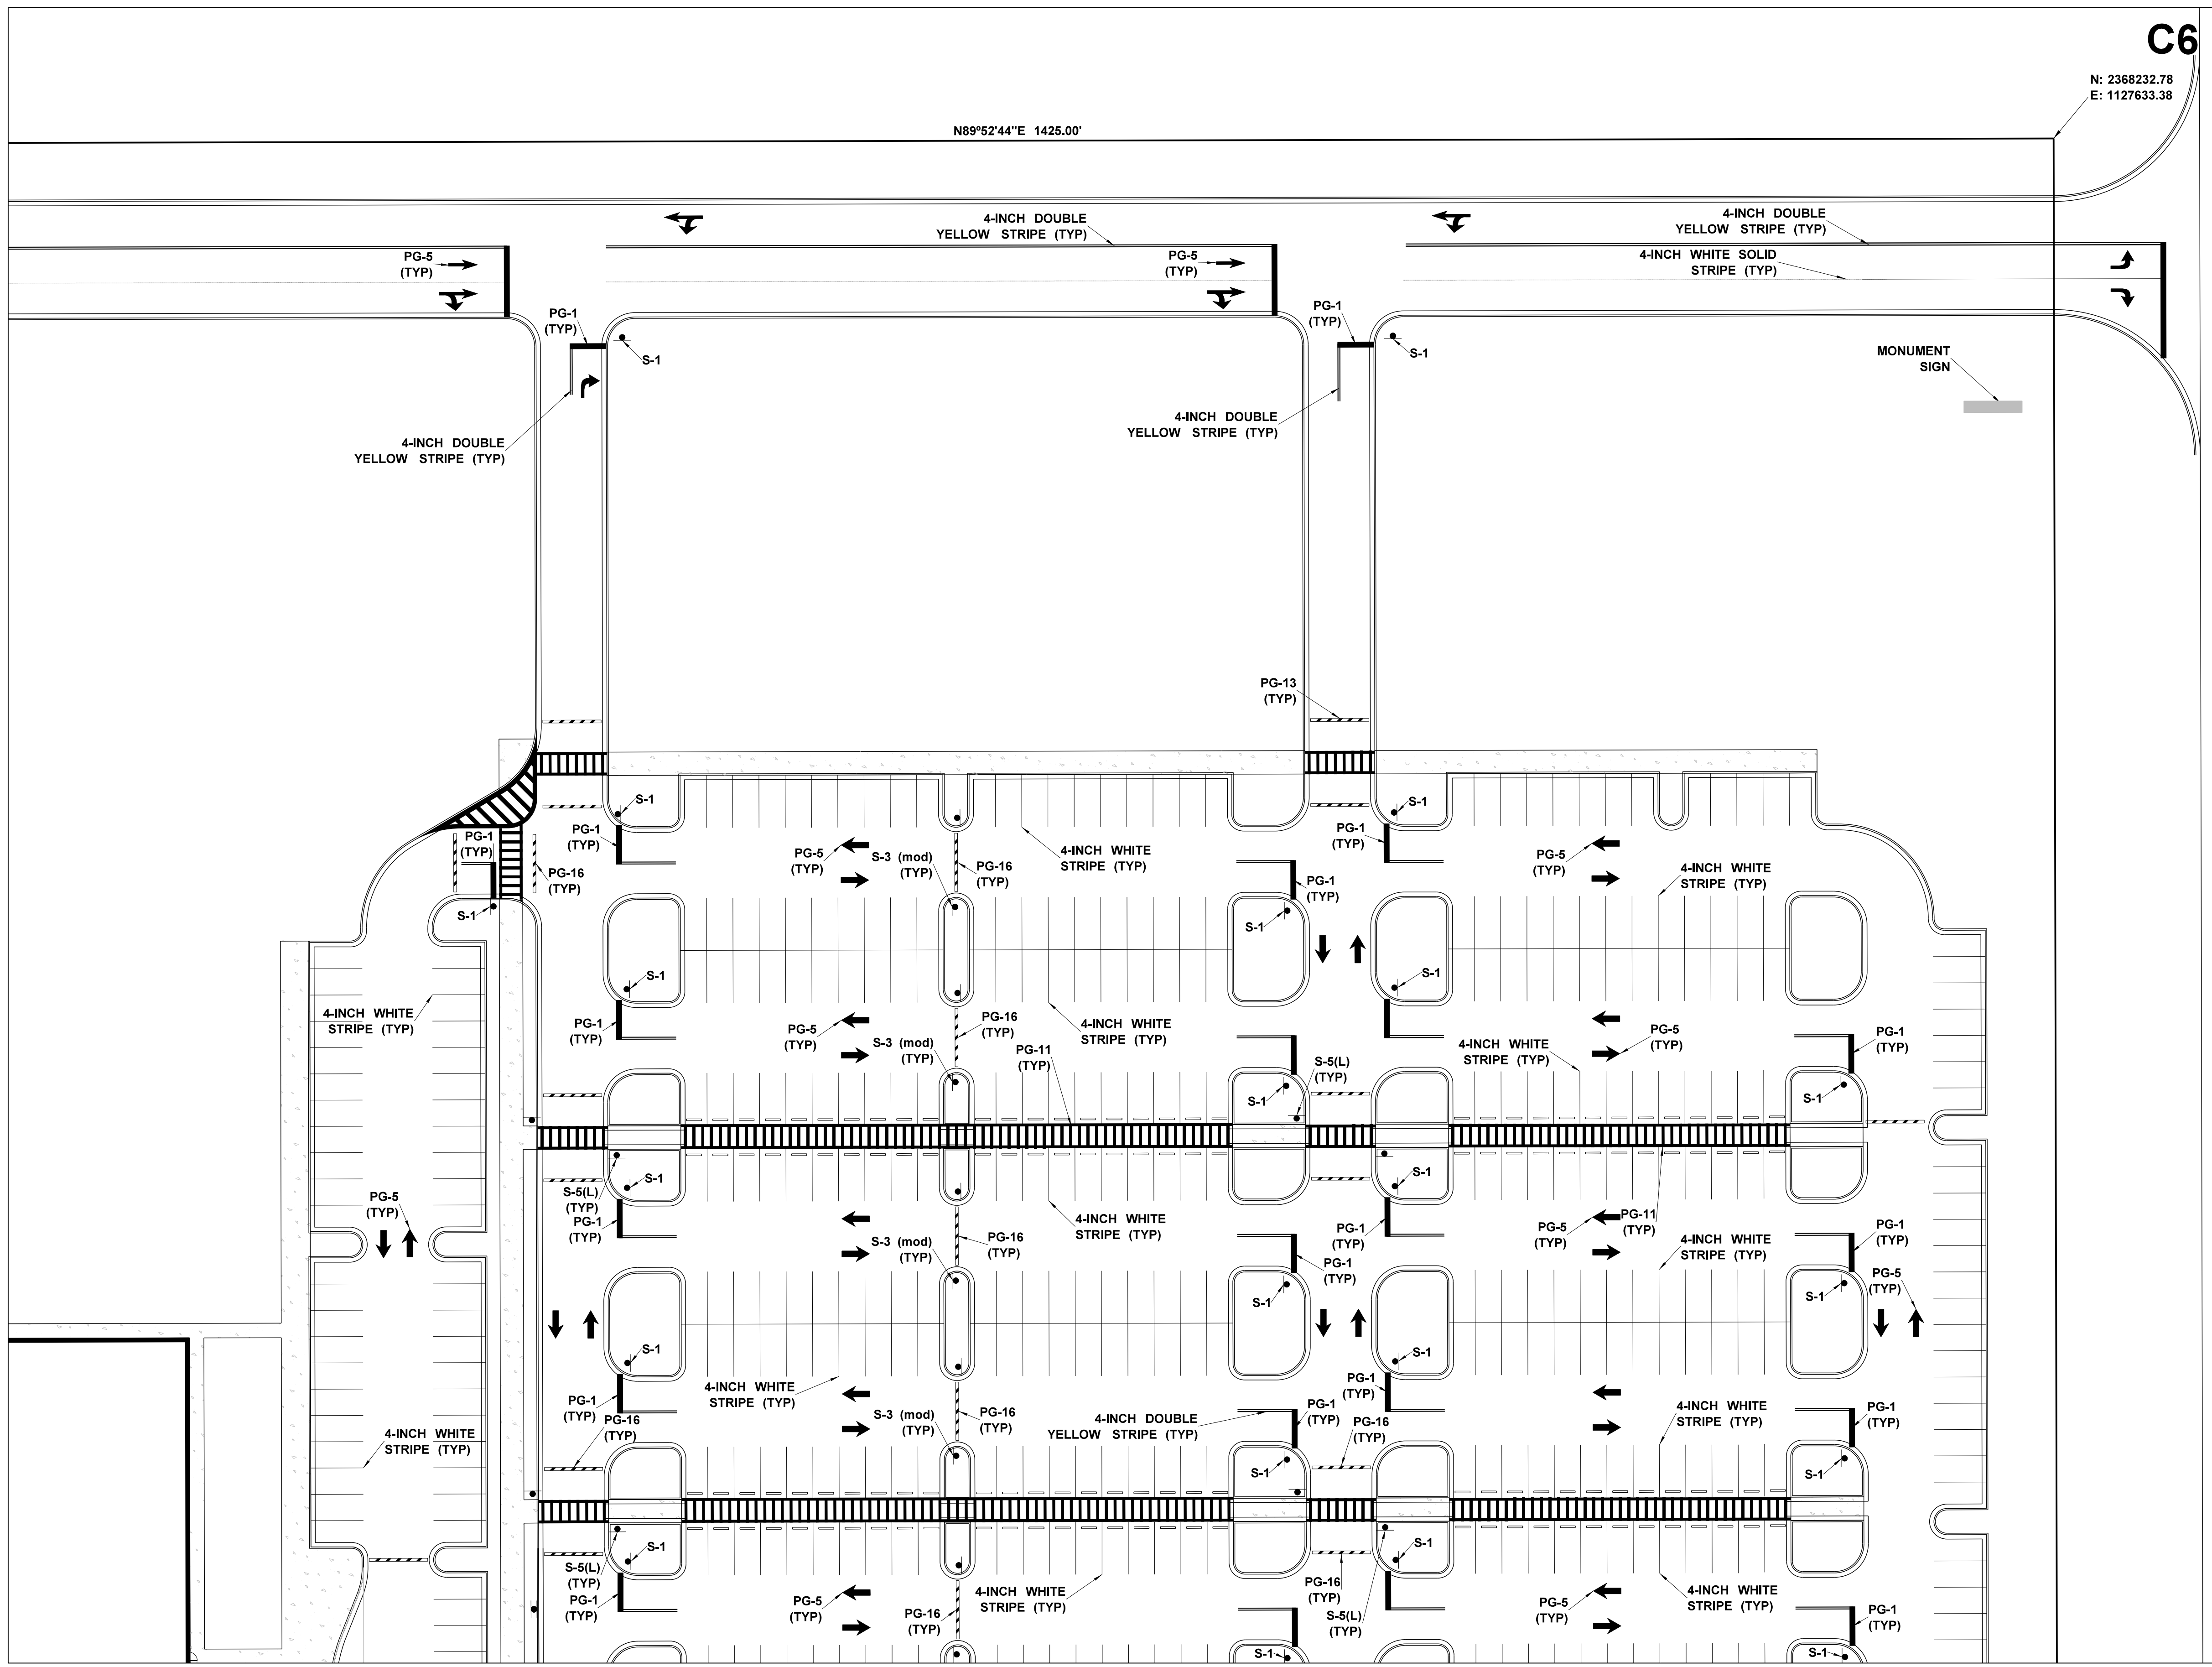 C6
N: 2368232.78
E: 1127633.38
N89°52'44"E 1425.00'
4-INCH DOUBLE
YELLOW STRIPE (TYP)
4-INCH DOUBLE
YELLOW STRIPE (TYP)
PG-5
(TYP)
PG-5
(TYP)
4-INCH WHITE SOLID
STRIPE (TYP)
PG-1
(TYP)
S-1
PG-1
(TYP)
S-1
MONUMENT
SIGN
4-INCH DOUBLE
YELLOW STRIPE (TYP)
4-INCH DOUBLE
YELLOW STRIPE (TYP)
PG-13
(TYP)
S-1
S-1
PG-1
(TYP)
PG-1
(TYP)
PG-1
(TYP)
PG-5
(TYP)
S-3 (mod)
(TYP)
4-INCH WHITE
STRIPE (TYP)
PG-5
(TYP)
PG-16
(TYP)
PG-16
(TYP)
PG-1
(TYP)
4-INCH WHITE
STRIPE (TYP)
S-1
S-1
S-1
S-1
4-INCH WHITE
STRIPE (TYP)
PG-1
(TYP)
PG-5
(TYP)
PG-16
(TYP)
4-INCH WHITE
STRIPE (TYP)
S-3 (mod)
(TYP)
PG-11
(TYP)
S-5(L)
(TYP)
4-INCH WHITE
STRIPE (TYP)
PG-5
(TYP)
PG-1
(TYP)
S-1
S-1
S-1
S-1
PG-5
(TYP)
S-5(L)
(TYP)
PG-1
(TYP)
4-INCH WHITE
STRIPE (TYP)
PG-1
(TYP)
PG-5
(TYP)
PG-11
(TYP)
PG-1
(TYP)
S-3 (mod)
(TYP)
PG-16
(TYP)
4-INCH WHITE
STRIPE (TYP)
PG-1
(TYP)
PG-5
(TYP)
S-1
S-1
S-1
S-1
4-INCH WHITE
STRIPE (TYP)
PG-1
(TYP)
PG-1
(TYP)
PG-16
(TYP)
S-3 (mod)
(TYP)
PG-16
(TYP)
4-INCH DOUBLE
YELLOW STRIPE (TYP)
PG-1
(TYP)
PG-16
(TYP)
4-INCH WHITE
STRIPE (TYP)
PG-1
(TYP)
4-INCH WHITE
STRIPE (TYP)
S-1
S-1
S-1
S-1
S-5(L)
(TYP)
PG-1
(TYP)
PG-5
(TYP)
PG-16
(TYP)
4-INCH WHITE
STRIPE (TYP)
PG-16
(TYP)
S-5(L)
(TYP)
PG-5
(TYP)
4-INCH WHITE
STRIPE (TYP)
PG-1
(TYP)
S-1
S-1